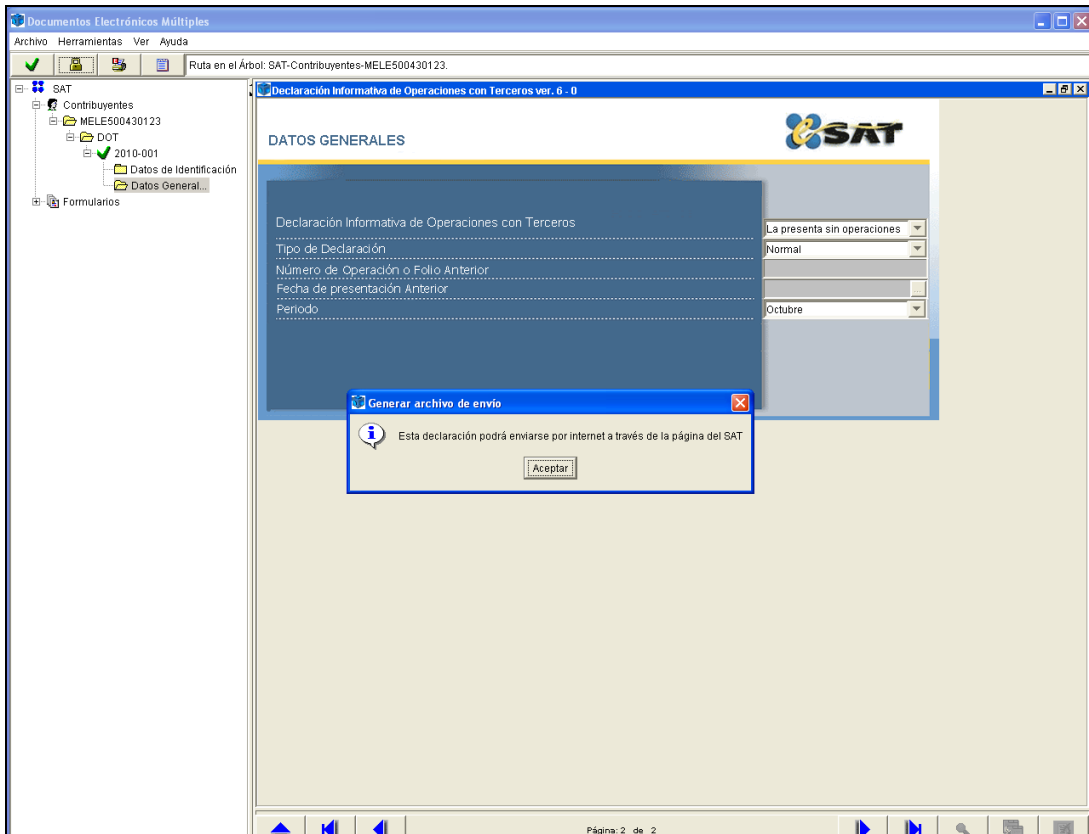 Documentos Electrónicos Múltiples
Archivo Herramientas Ver Ayuda
Ruta en el Árbol: SAT-Contribuyentes-MELE500430123.
SAT
Contribuyentes
MELE500430123
DOT
2010-001
Datos de Identificación
Datos General...
Formularios
Declaración Informativa de Operaciones con Terceros ver. 6 - 0
DATOS GENERALES
eSAT
Declaración Informativa de Operaciones con Terceros
La presenta sin operaciones
Tipo de Declaración
Normal
Número de Operación o Folio Anterior
Fecha de presentación Anterior
...
Periodo
Octubre
Generar archivo de envío
Esta declaración podrá enviarse por internet a través de la página del SAT
Aceptar
Página: 2 de 2